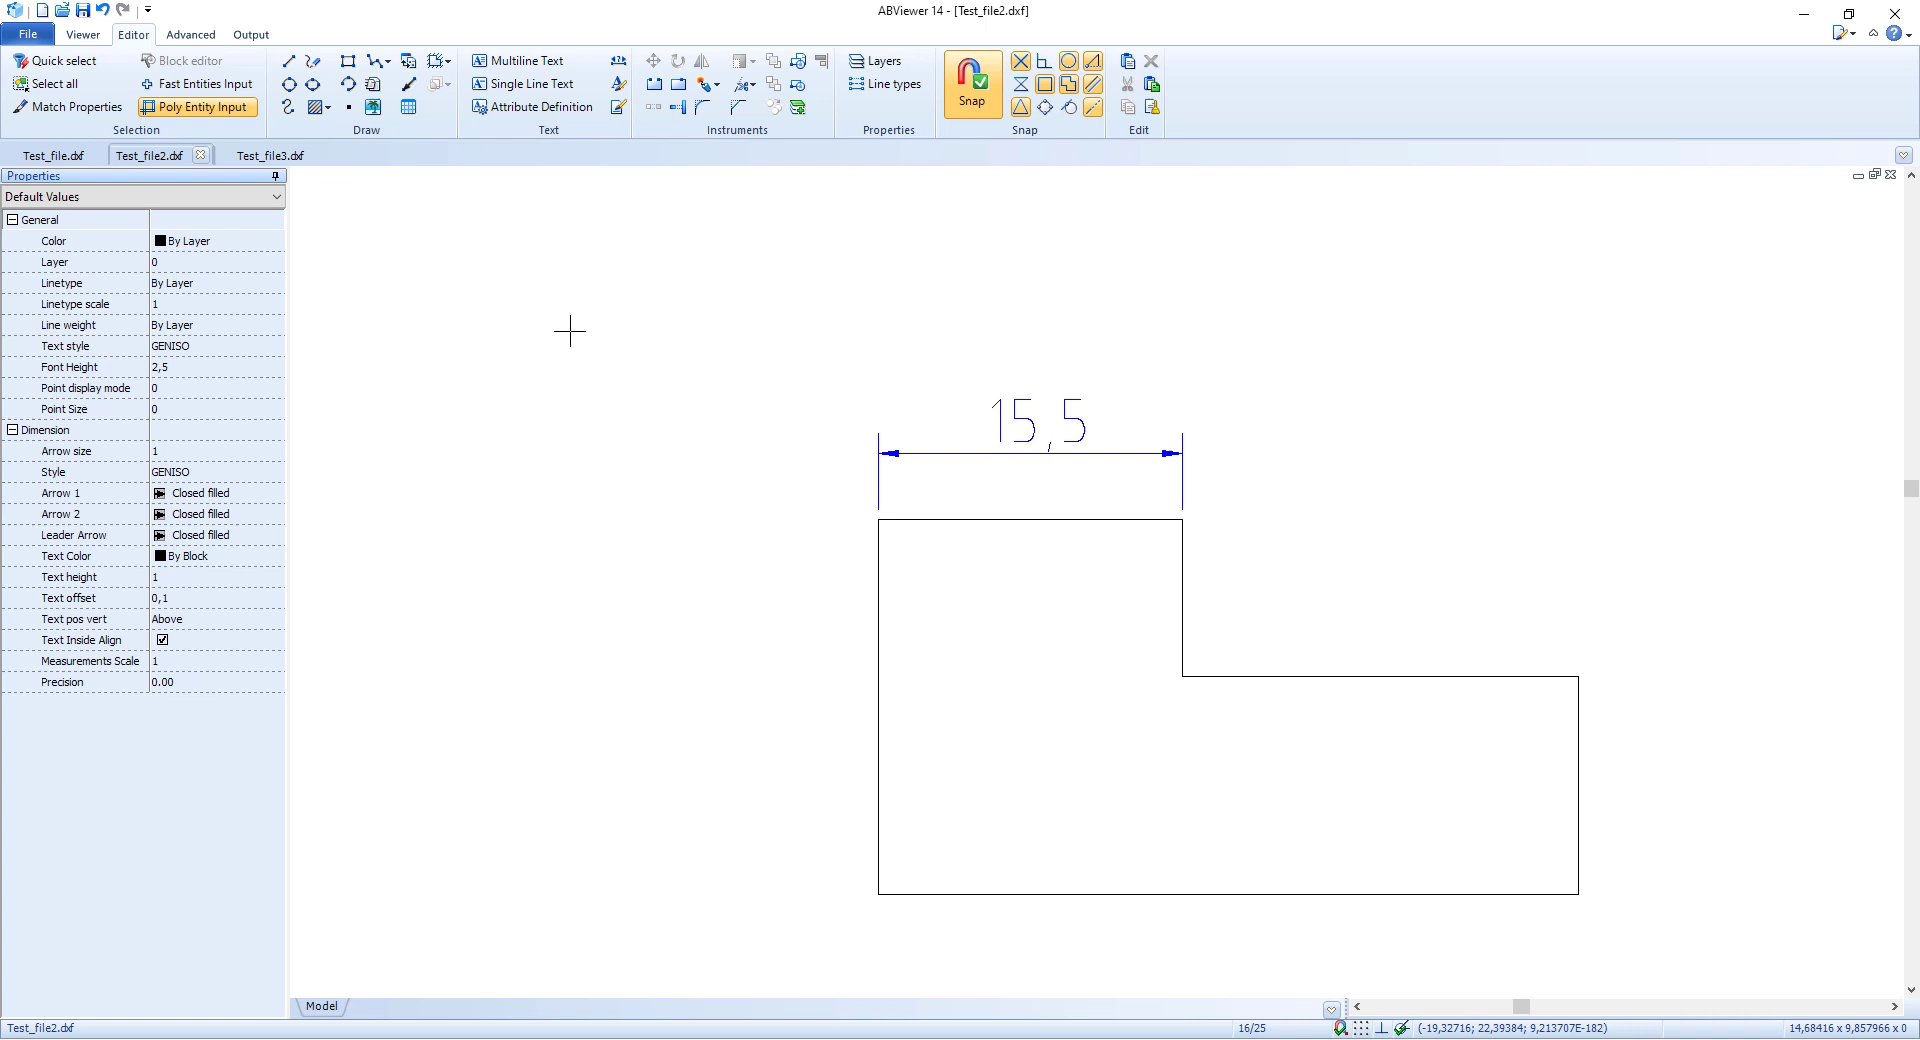 ABViewer 14 - [Test_file2.dxf]
File Viewer Editor Advanced Output
Quick select Block editor Multiline Text Layers
Select all Fast Entities Input Single Line Text Line types
Match Properties Poly Entity Input Attribute Definition Snap
Selection Draw Text Instruments Properties Snap Edit
Test_file.dxf Test_file2.dxf Test_file3.dxf
Properties
Default Values
General
Color By Layer
Layer 0
Linetype By Layer
Linetype scale 1
Line weight By Layer
Text style GENISO
Font Height 2,5
Point display mode 0
Point Size 0
Dimension
Arrow size 1
Style GENISO
Arrow 1 Closed filled
Arrow 2 Closed filled
Leader Arrow Closed filled
Text Color By Block
Text height 1
Text offset 0,1
Text pos vert Above
Text Inside Align
Measurements Scale 1
Precision 0.00
15,5
Model
Test_file2.dxf 16/25 (-19,32716; 22,39384; 9,213707E-182) 14,68416 x 9,857966 x 0